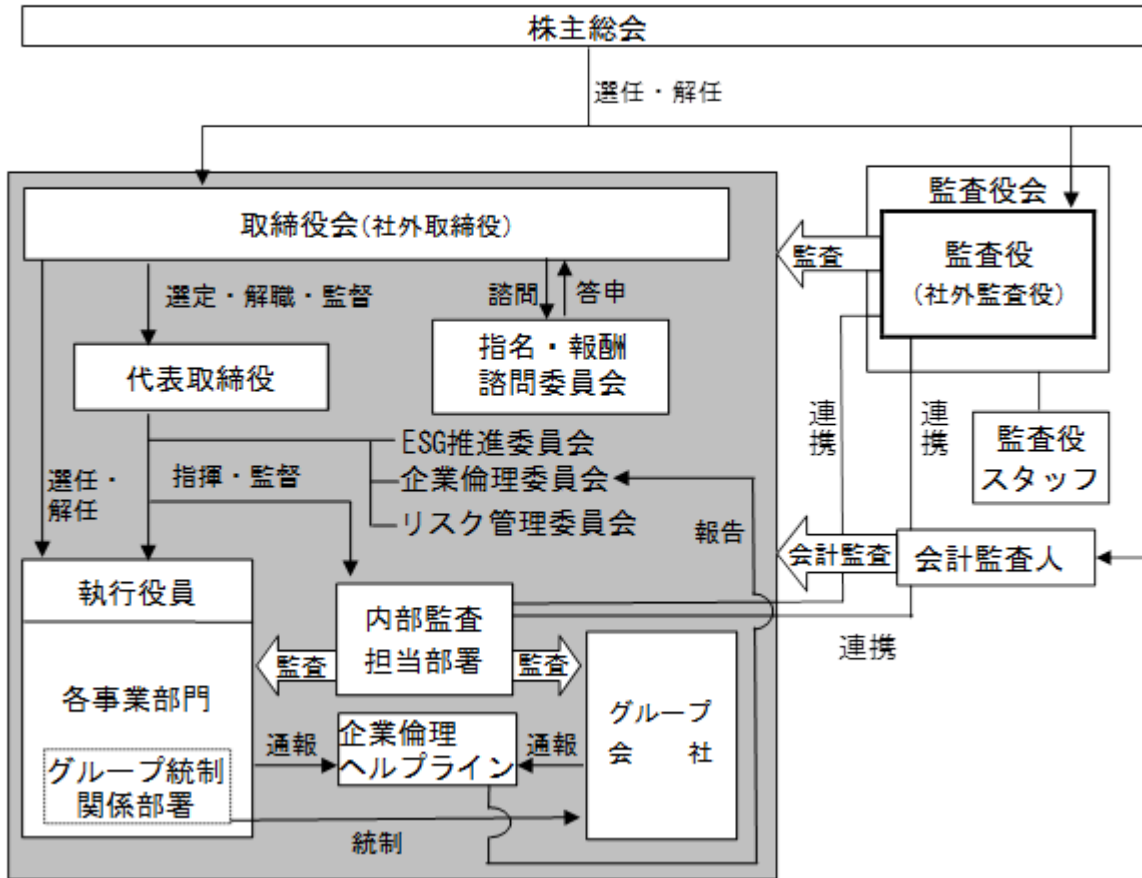 株主総会
選任・解任
監査役会
取締役会(社外取締役)
監査役
(社外監査役)
監査
選定・解職・監督
諮問
答申
指名・報酬
諮問委員会
代表取締役
連携
連携
監査役
スタッフ
ESG推進委員会
企業倫理委員会
リスク管理委員会
選任・
解任
指揮・監督
報告
会計監査
会計監査人
執行役員
内部監査
担当部署
監査
監査
連携
各事業部門
グループ
会　社
通報
企業倫理
ヘルプライン
通報
グループ統制
関係部署
統制